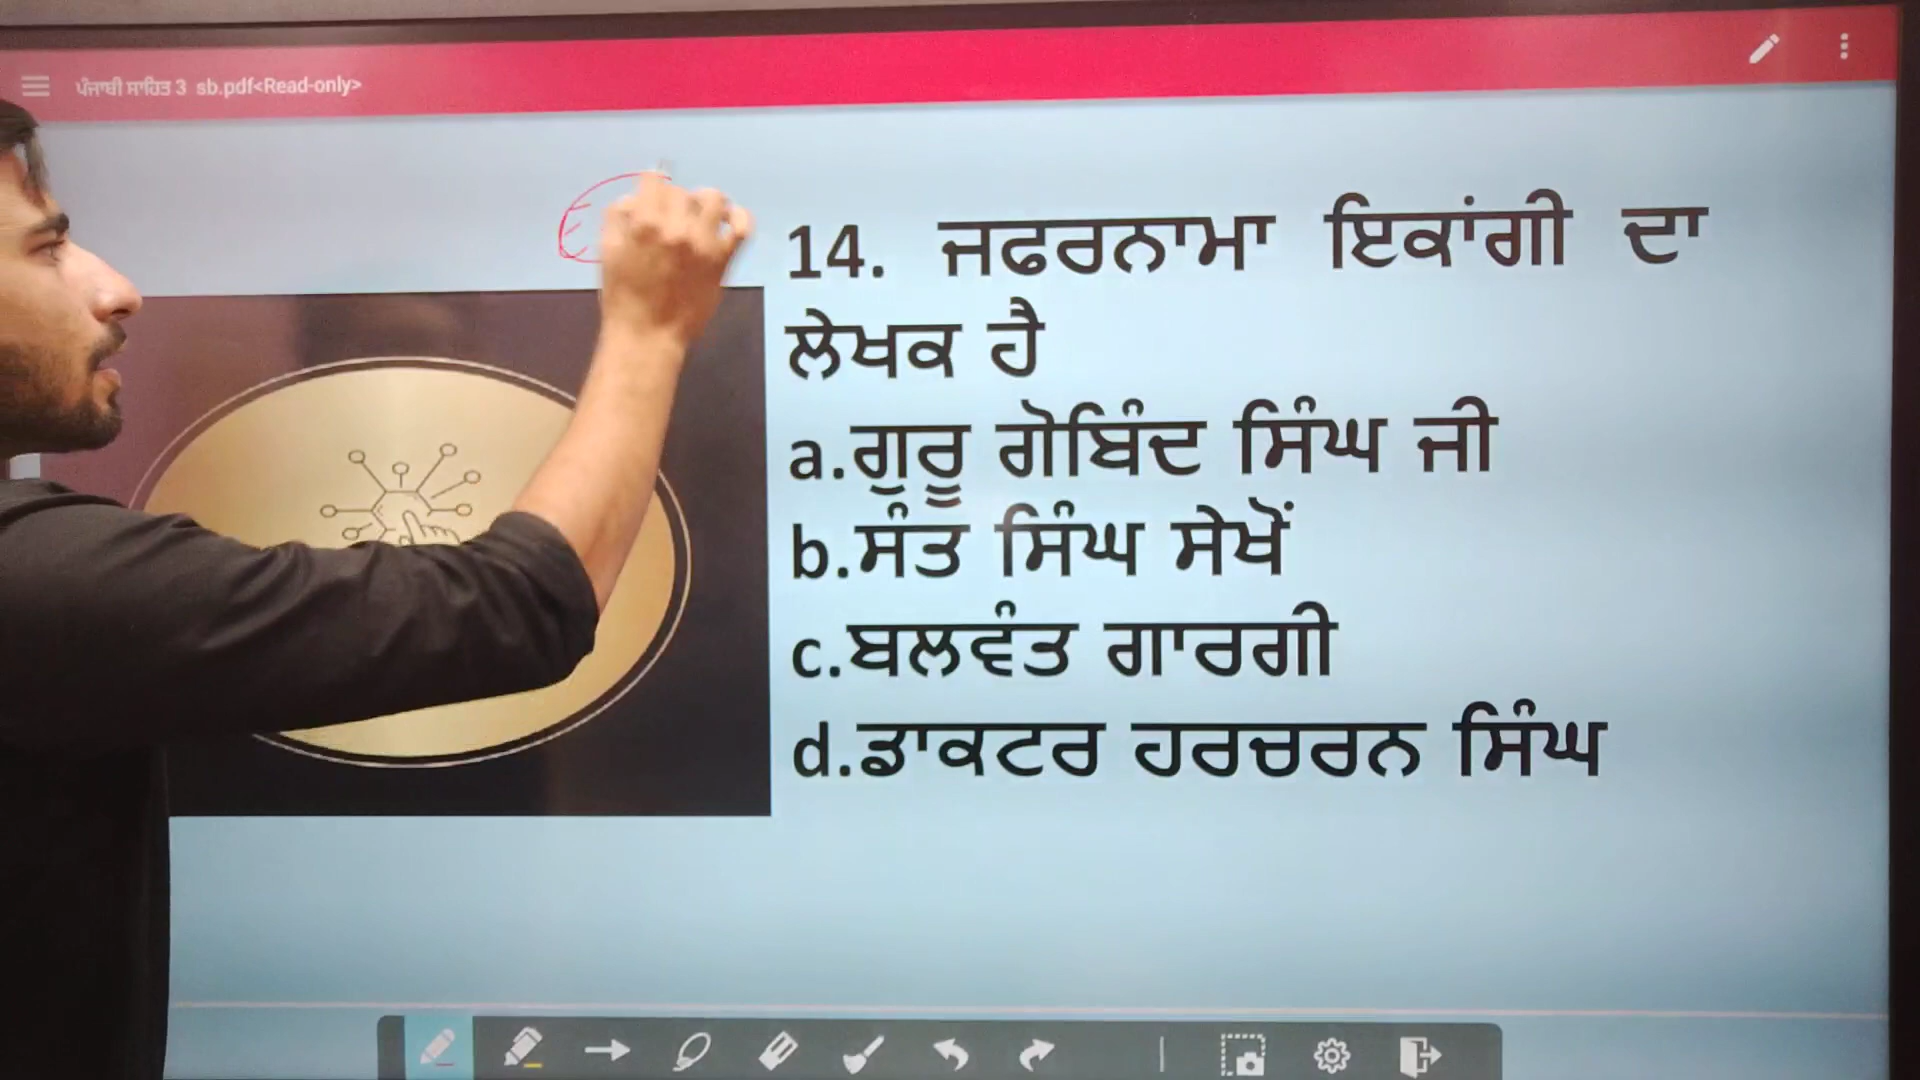 ਪੰਜਾਬੀ ਸਾਹਿਤ 3 sb.pdf<Read-only>
14. ਜਫਰਨਾਮਾ ਇਕਾਂਗੀ ਦਾ
ਲੇਖਕ ਹੈ
a.ਗੁਰੂ ਗੋਬਿੰਦ ਸਿੰਘ ਜੀ
b.ਸੰਤ ਸਿੰਘ ਸੇਖੋਂ
c.ਬਲਵੰਤ ਗਾਰਗੀ
d.ਡਾਕਟਰ ਹਰਚਰਨ ਸਿੰਘ